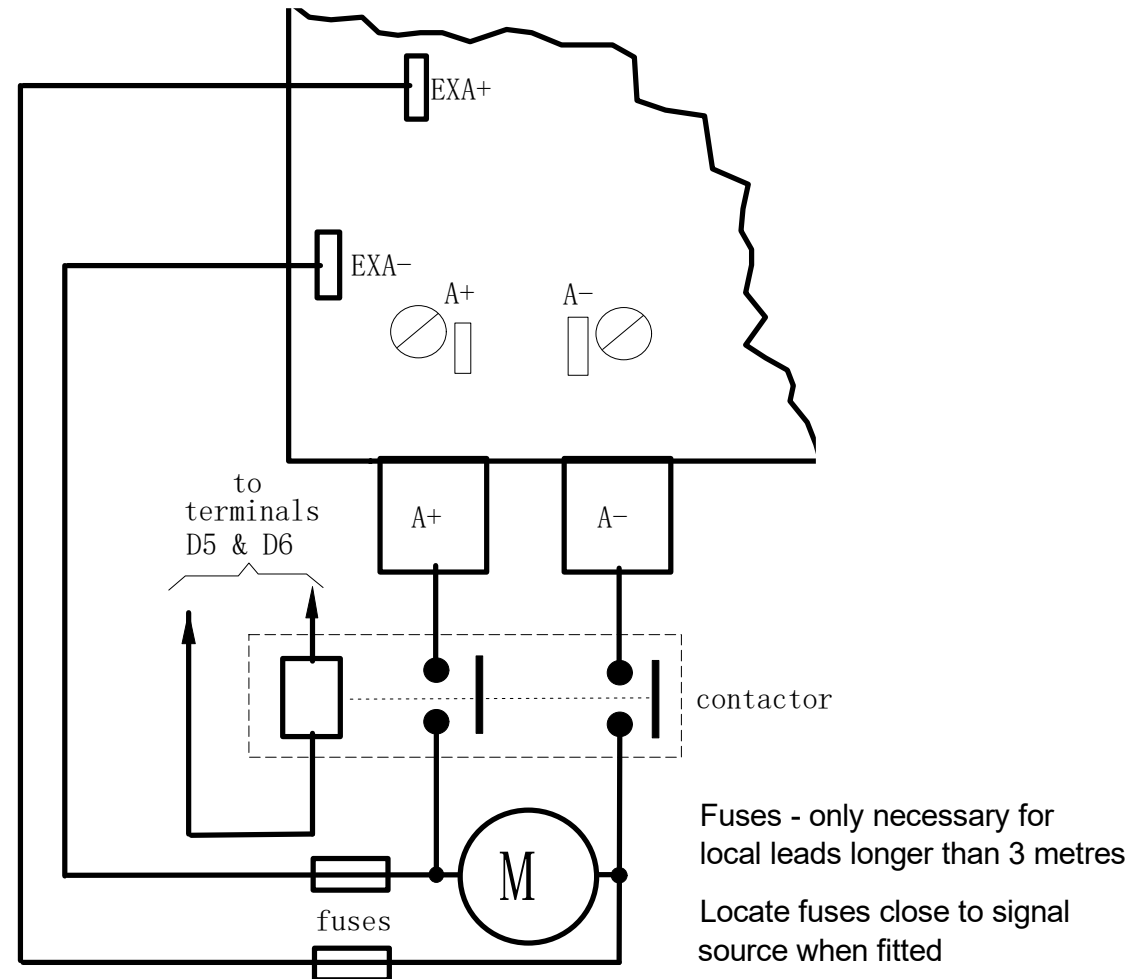 EXA+
EXA-
A+
A-
to
terminals
D5 & D6
A+
A-
contactor
M
fuses
Fuses - only necessary for
local leads longer than 3 metres
Locate fuses close to signal
source when fitted